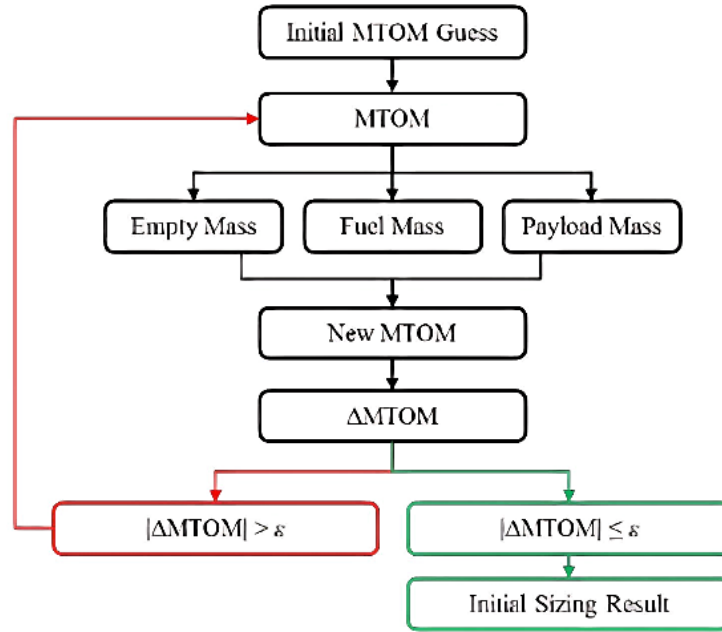 Initial MTOM Guess
MTOM
Empty Mass
Fuel Mass
Payload Mass
New MTOM
ΔMTOM
|ΔMTOM| > ε
|ΔMTOM| ≤ ε
Initial Sizing Result